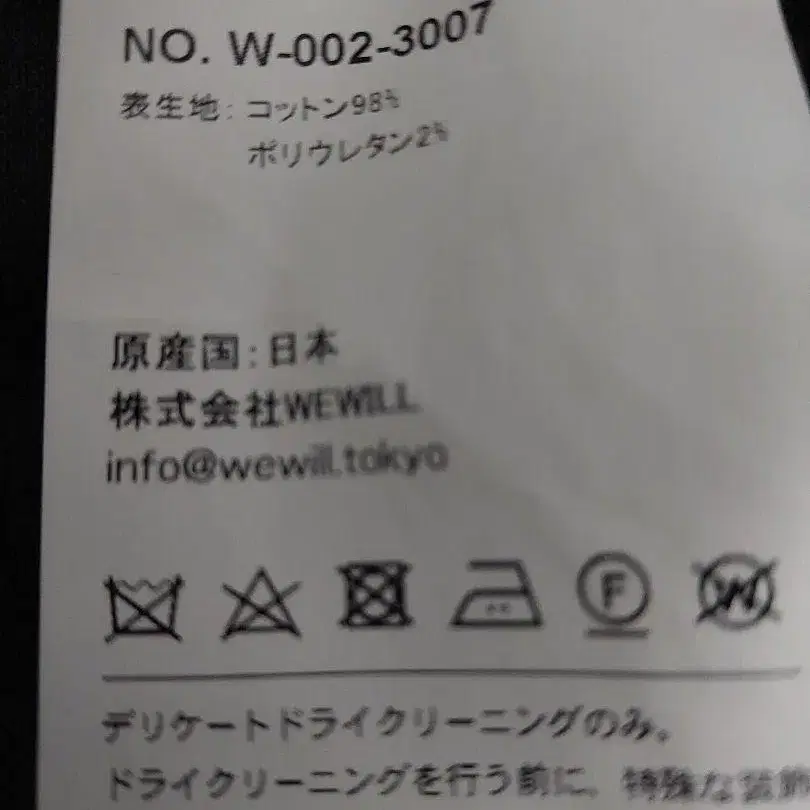 NO. W-002-3007
表生地: コットン98%
ポリウレタン2%
原産国:日本
株式会社WEWILL
info@wewill.tokyo
F
W
デリケートドライクリーニングのみ。
ドライクリーニングを行う前に、特殊な装飾